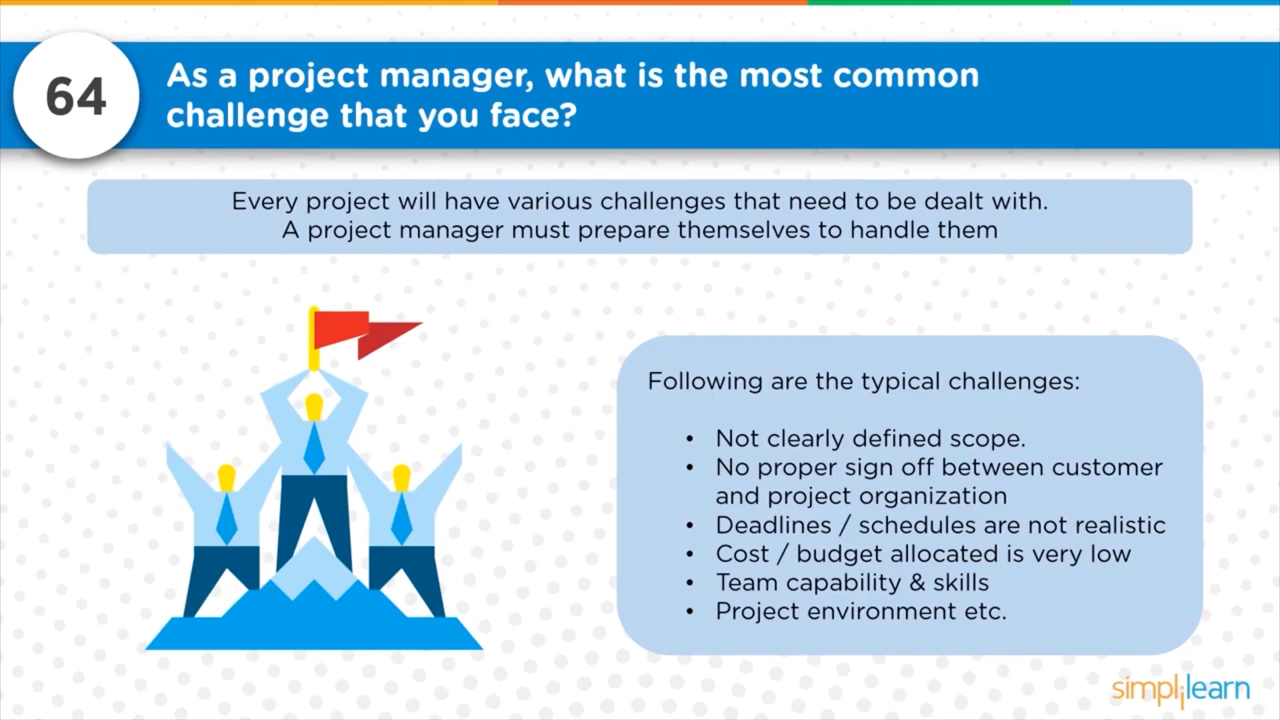 64
As a project manager, what is the most common
challenge that you face?
Every project will have various challenges that need to be dealt with.
A project manager must prepare themselves to handle them
Following are the typical challenges:
• Not clearly defined scope.
• No proper sign off between customer
and project organization
• Deadlines / schedules are not realistic
• Cost / budget allocated is very low
• Team capability & skills
• Project environment etc.
simplilearn